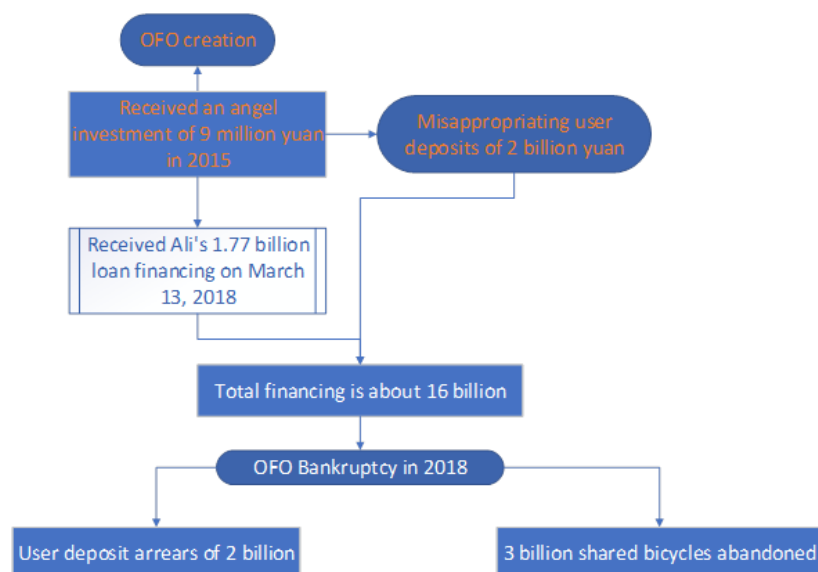 OFO creation
Received an angel
investment of 9 million yuan
in 2015
Misappropriating user
deposits of 2 billion yuan
Received Ali's 1.77 billion
loan financing on March
13, 2018
Total financing is about 16 billion
OFO Bankruptcy in 2018
User deposit arrears of 2 billion
3 billion shared bicycles abandoned